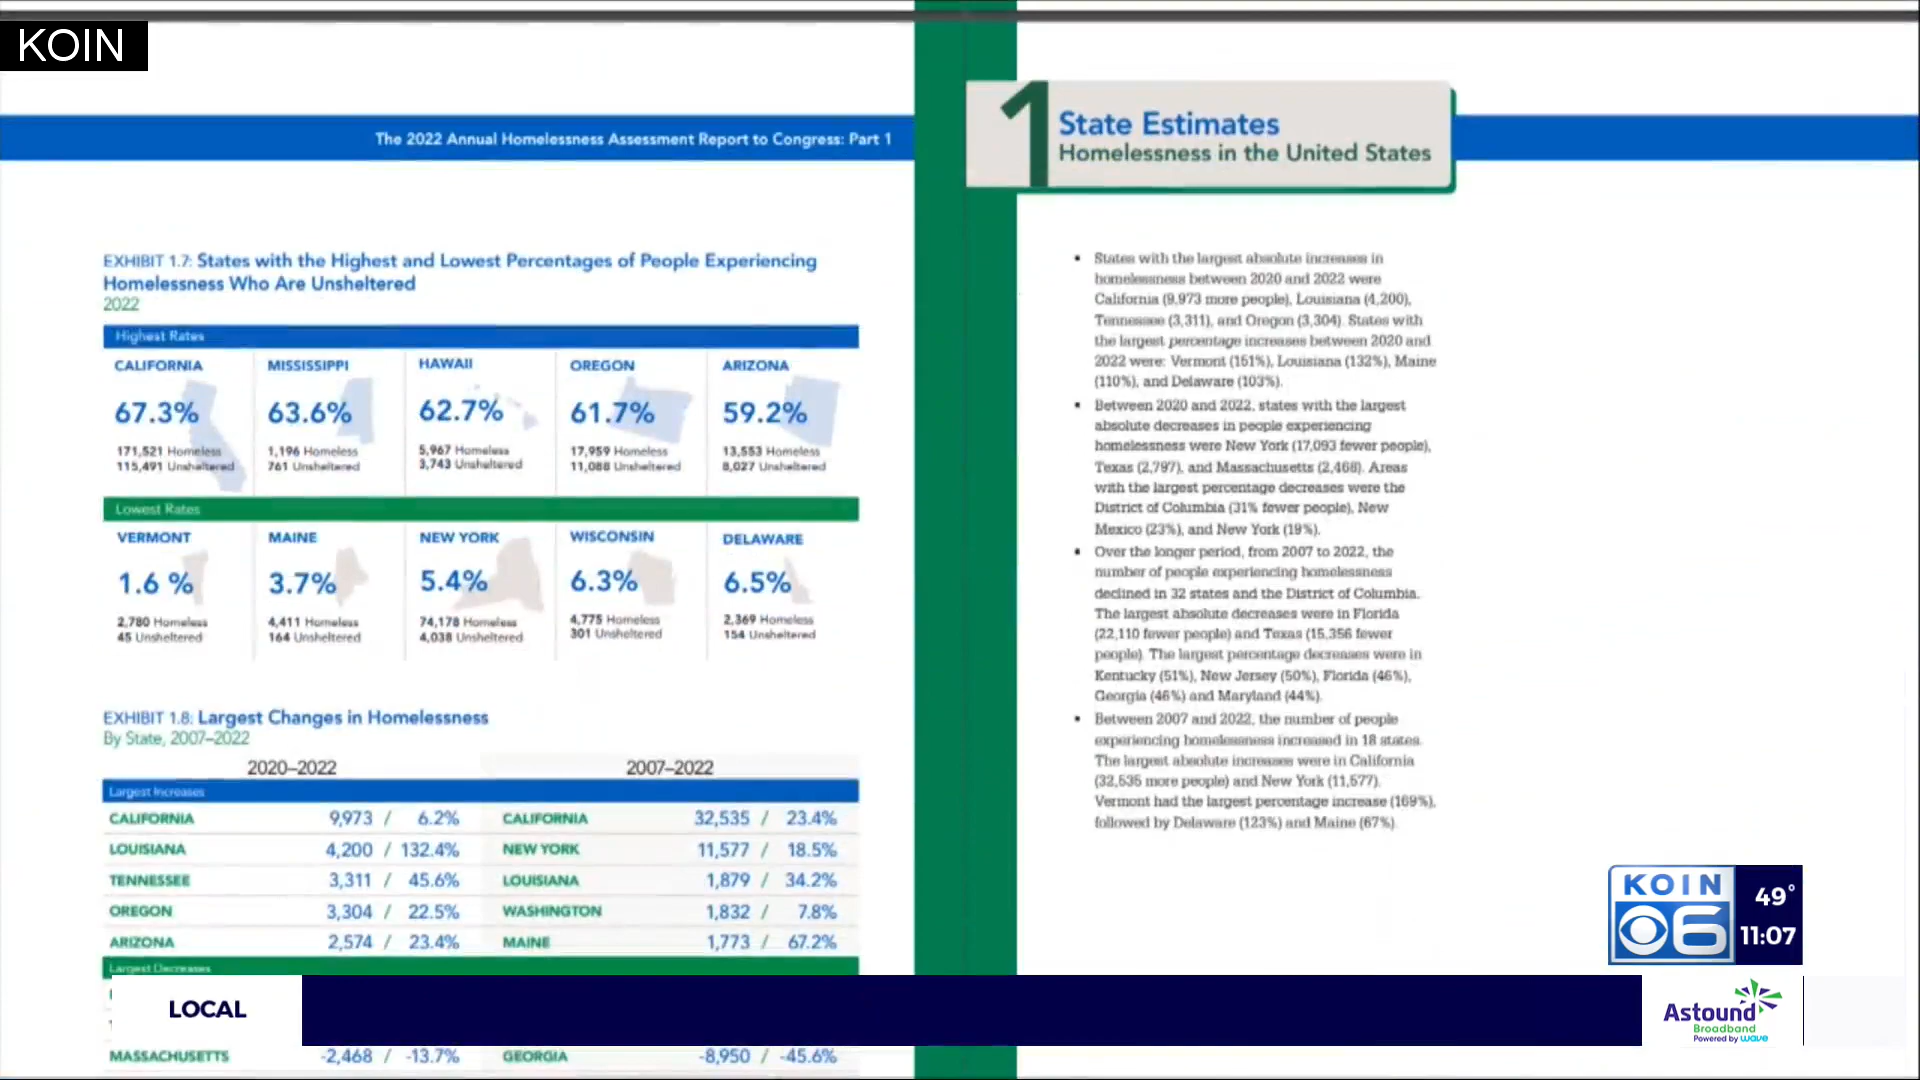 KOIN
The 2022 Annual Homelessness Assessment Report to Congress: Part 1
1
State Estimates
Homelessness in the United States
EXHIBIT 1.7: States with the Highest and Lowest Percentages of People Experiencing
Homelessness Who Are Unsheltered
2022
Highest Rates
CALIFORNIA
67.3%
171,521 Homeless
115,491 Unsheltered
MISSISSIPPI
63.6%
1,196 Homeless
761 Unsheltered
HAWAII
62.7%
5,967 Homeless
3,743 Unsheltered
OREGON
61.7%
17,959 Homeless
11,088 Unsheltered
ARIZONA
59.2%
13,553 Homeless
8,027 Unsheltered
Lowest Rates
VERMONT
1.6 %
2,780 Homeless
45 Unsheltered
MAINE
3.7%
4,411 Homeless
164 Unsheltered
NEW YORK
5.4%
74,178 Homeless
4,038 Unsheltered
WISCONSIN
6.3%
4,775 Homeless
301 Unsheltered
DELAWARE
6.5%
2,369 Homeless
154 Unsheltered
EXHIBIT 1.8: Largest Changes in Homelessness
By State, 2007–2022
2020–2022 2007–2022
Largest Increases
CALIFORNIA 9,973 / 6.2% CALIFORNIA 32,535 / 23.4%
LOUISIANA 4,200 / 132.4% NEW YORK 11,577 / 18.5%
TENNESSEE 3,311 / 45.6% LOUISIANA 1,879 / 34.2%
OREGON 3,304 / 22.5% WASHINGTON 1,832 / 7.8%
ARIZONA 2,574 / 23.4% MAINE 1,773 / 67.2%
Largest Decreases
MASSACHUSETTS -2,468 / -13.7% GEORGIA -8,950 / -45.6%
• States with the largest absolute increases in
homelessness between 2020 and 2022 were
California (9,973 more people), Louisiana (4,200),
Tennessee (3,311), and Oregon (3,304). States with
the largest percentage increases between 2020 and
2022 were: Vermont (151%), Louisiana (132%), Maine
(110%), and Delaware (103%).
• Between 2020 and 2022, states with the largest
absolute decreases in people experiencing
homelessness were New York (17,093 fewer people),
Texas (2,797), and Massachusetts (2,468). Areas
with the largest percentage decreases were the
District of Columbia (31% fewer people), New
Mexico (23%), and New York (19%).
• Over the longer period, from 2007 to 2022, the
number of people experiencing homelessness
declined in 32 states and the District of Columbia.
The largest absolute decreases were in Florida
(22,110 fewer people) and Texas (15,356 fewer
people). The largest percentage decreases were in
Kentucky (51%), New Jersey (50%), Florida (46%),
Georgia (46%) and Maryland (44%).
• Between 2007 and 2022, the number of people
experiencing homelessness increased in 18 states.
The largest absolute increases were in California
(32,535 more people) and New York (11,577).
Vermont had the largest percentage increase (169%),
followed by Delaware (123%) and Maine (67%).
KOIN
6
49°
11:07
LOCAL
Astound
Broadband
Powered by wave